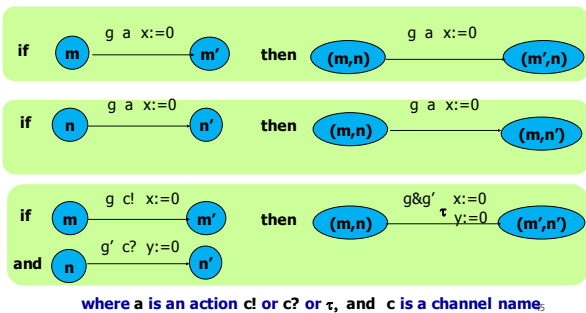 g a x:=0 g a x:=0
if m m′ then (m,n) (m′,n)
g a x:=0 g a x:=0
if n n′ then (m,n) (m,n′)
g c! x:=0 g&g′ x:=0
if m m′ then (m,n) τ y:=0 (m′,n′)
g′ c? y:=0
and n n′
where a is an action c! or c? or τ, and c is a channel name